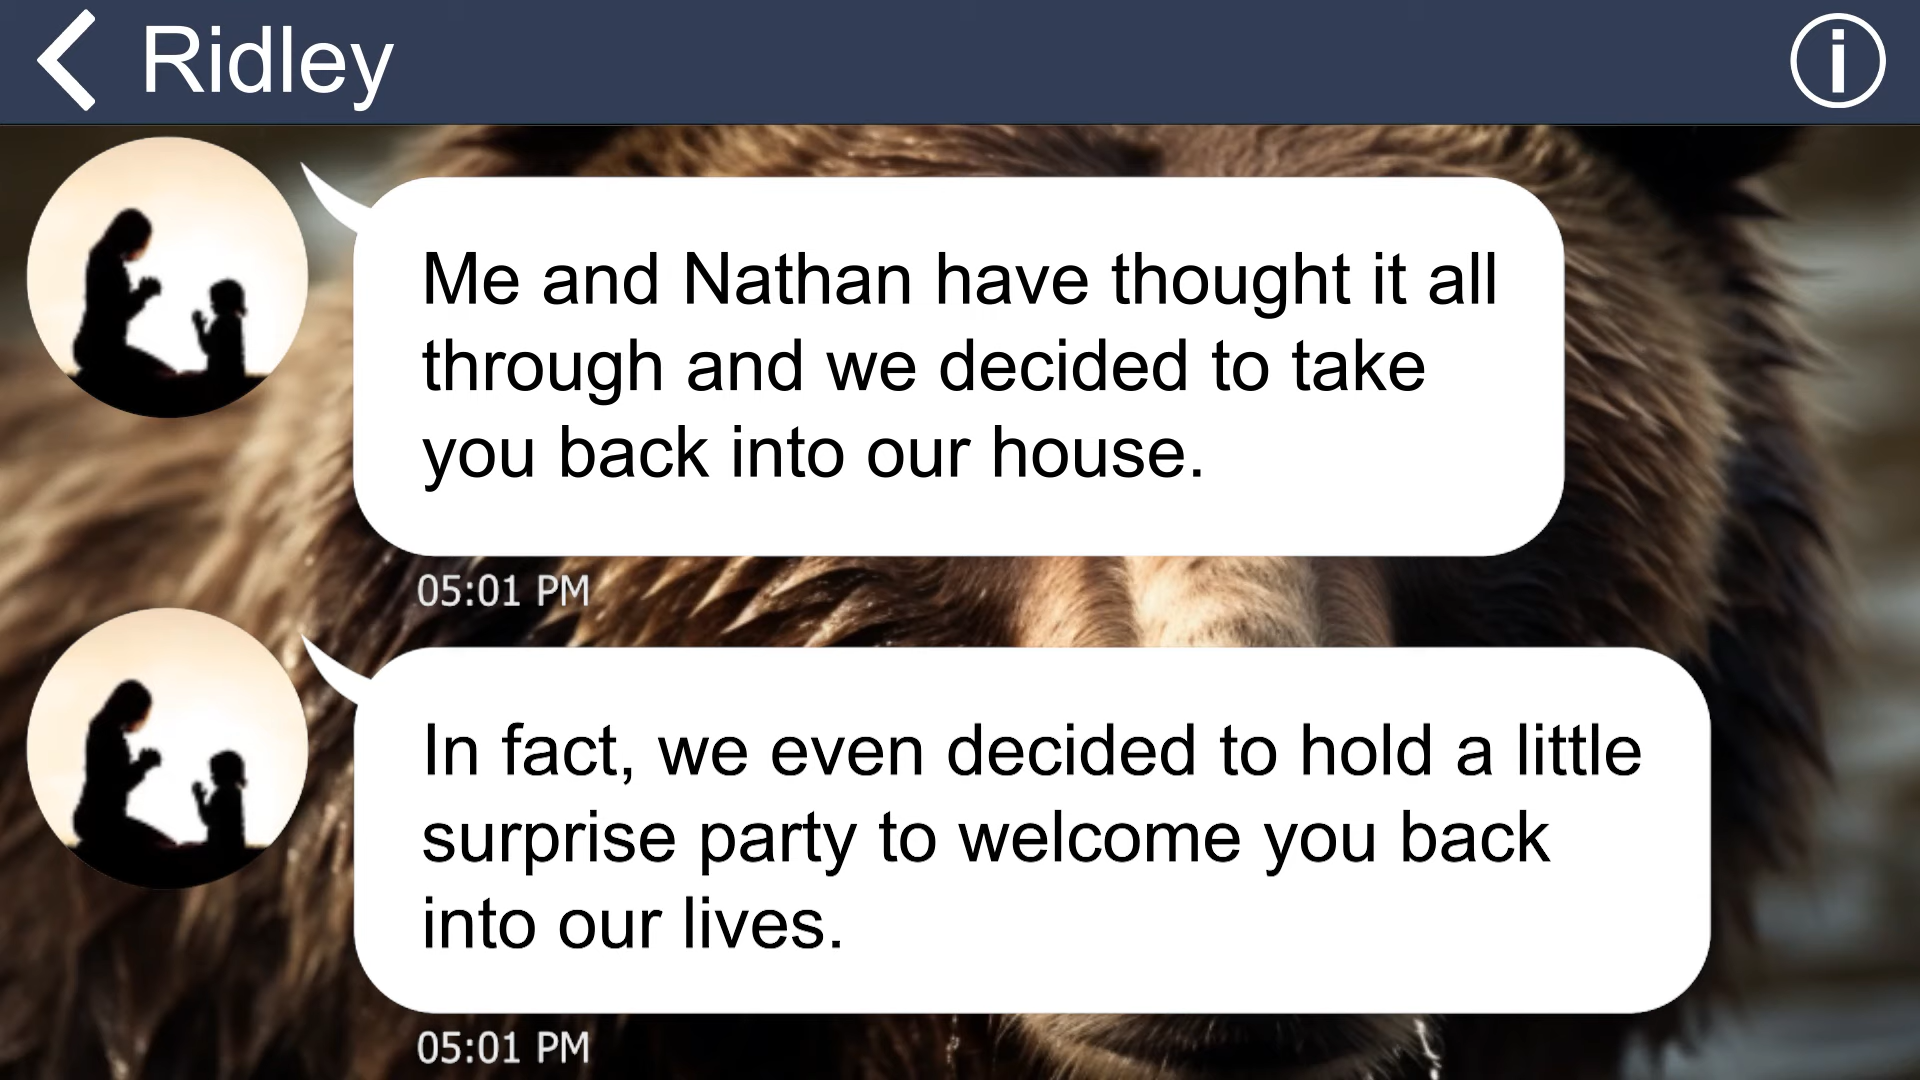 Ridley
Me and Nathan have thought it all
through and we decided to take
you back into our house.
05:01 PM
In fact, we even decided to hold a little
surprise party to welcome you back
into our lives.
05:01 PM